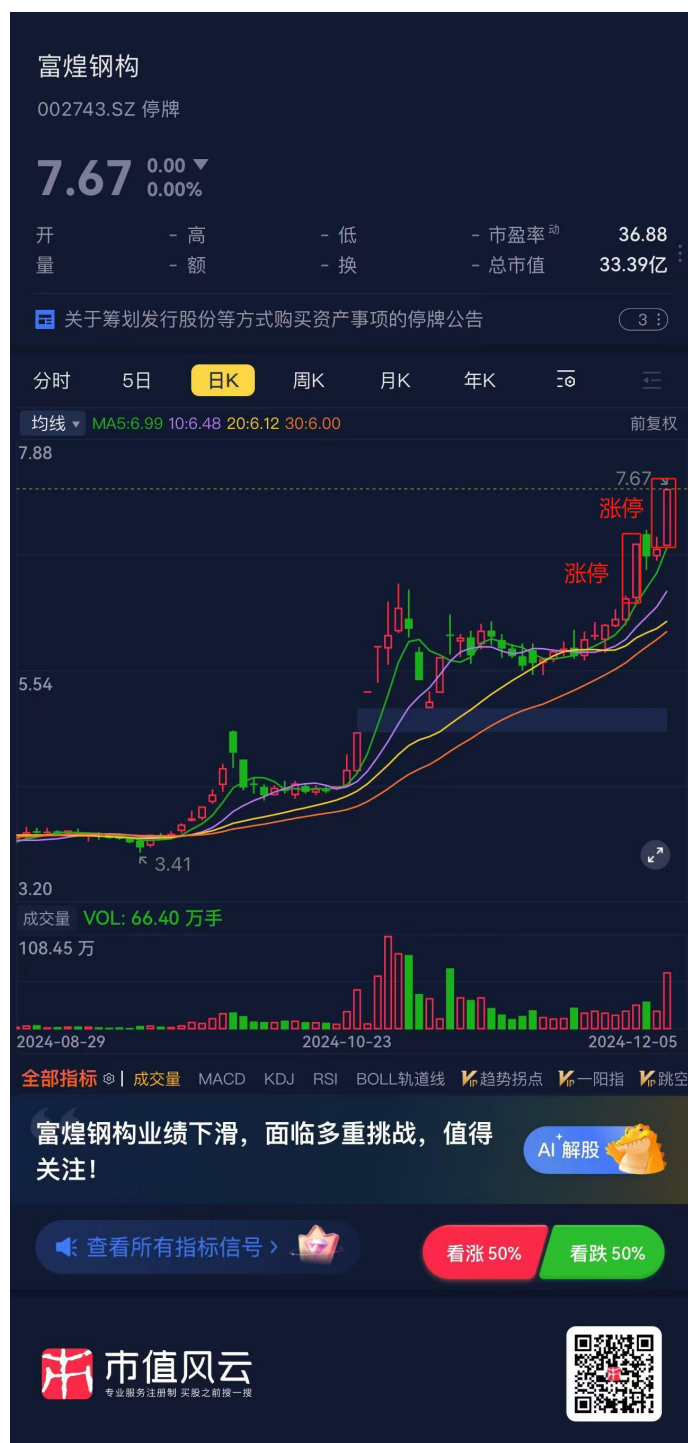 富煌钢构
002743.SZ 停牌
7.67 0.00 ▼
0.00%
开 - 高 - 低 - 市盈率动 36.88
量 - 额 - 换 - 总市值 33.39亿
关于筹划发行股份等方式购买资产事项的停牌公告 3
分时 5日 日K 周K 月K 年K
均线 MA5:6.99 10:6.48 20:6.12 30:6.00 前复权
7.88
7.67
涨停
涨停
5.54
3.41
3.20
成交量 VOL: 66.40 万手
108.45 万
2024-08-29 2024-10-23 2024-12-05
全部指标 成交量 MACD KDJ RSI BOLL轨道线 VIP趋势拐点 VIP一阳指 VIP跳空
富煌钢构业绩下滑，面临多重挑战，值得
关注！
AI+解股
查看所有指标信号 >
看涨 50% 看跌 50%
市值风云
专业服务注册制 买股之前搜一搜